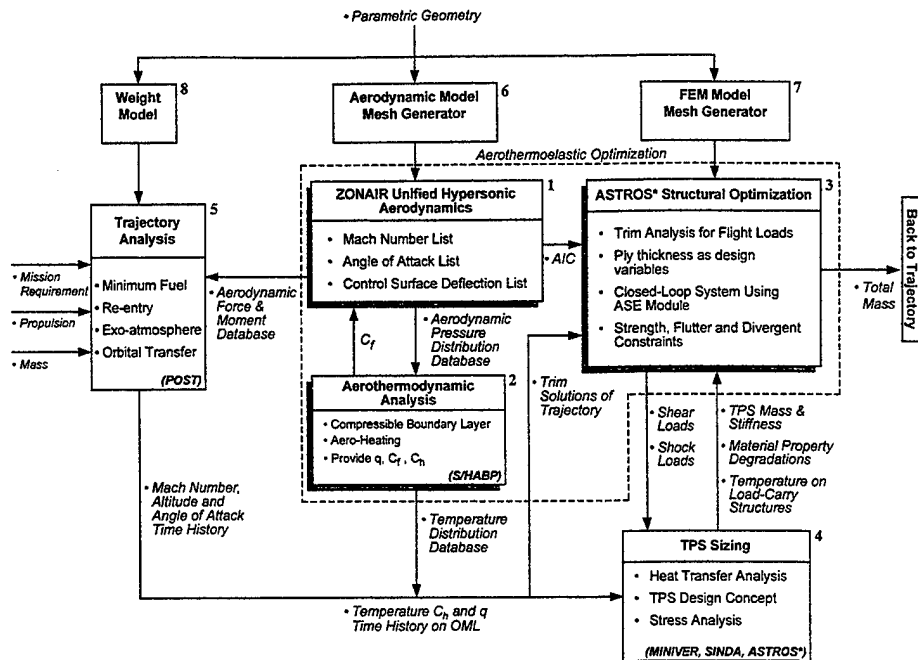 • Parametric Geometry
8
Weight
Model
6
Aerodynamic Model
Mesh Generator
7
FEM Model
Mesh Generator
Aerothermoelastic Optimization
1
ZONAIR Unified Hypersonic
Aerodynamics
• Mach Number List
• Angle of Attack List
• Control Surface Deflection List
• AIC
3
ASTROS* Structural Optimization
• Trim Analysis for Flight Loads
• Ply thickness as design
variables
• Closed-Loop System Using
ASE Module
• Strength, Flutter and Divergent
Constraints
• Total
Mass
Back to Trajectory
5
Trajectory
Analysis
• Minimum Fuel
• Re-entry
• Exo-atmosphere
• Orbital Transfer
(POST)
• Mission
Requirement
• Propulsion
• Mass
• Aerodynamic
Force &
Moment
Database
Cf
• Aerodynamic
Pressure
Distribution
Database
2
Aerothermodynamic
Analysis
• Compressible Boundary Layer
• Aero-Heating
• Provide q, Cf , Ch
(S/HABP)
• Trim
Solutions of
Trajectory
• Shear
Loads
• Shock
Loads
• TPS Mass &
Stiffness
• Material Property
Degradations
• Temperature on
Load-Carry
Structures
• Mach Number,
Altitude and
Angle of Attack
Time History
• Temperature
Distribution
Database
• Temperature Ch and q
Time History on OML
4
TPS Sizing
• Heat Transfer Analysis
• TPS Design Concept
• Stress Analysis
(MINIVER, SINDA, ASTROS*)